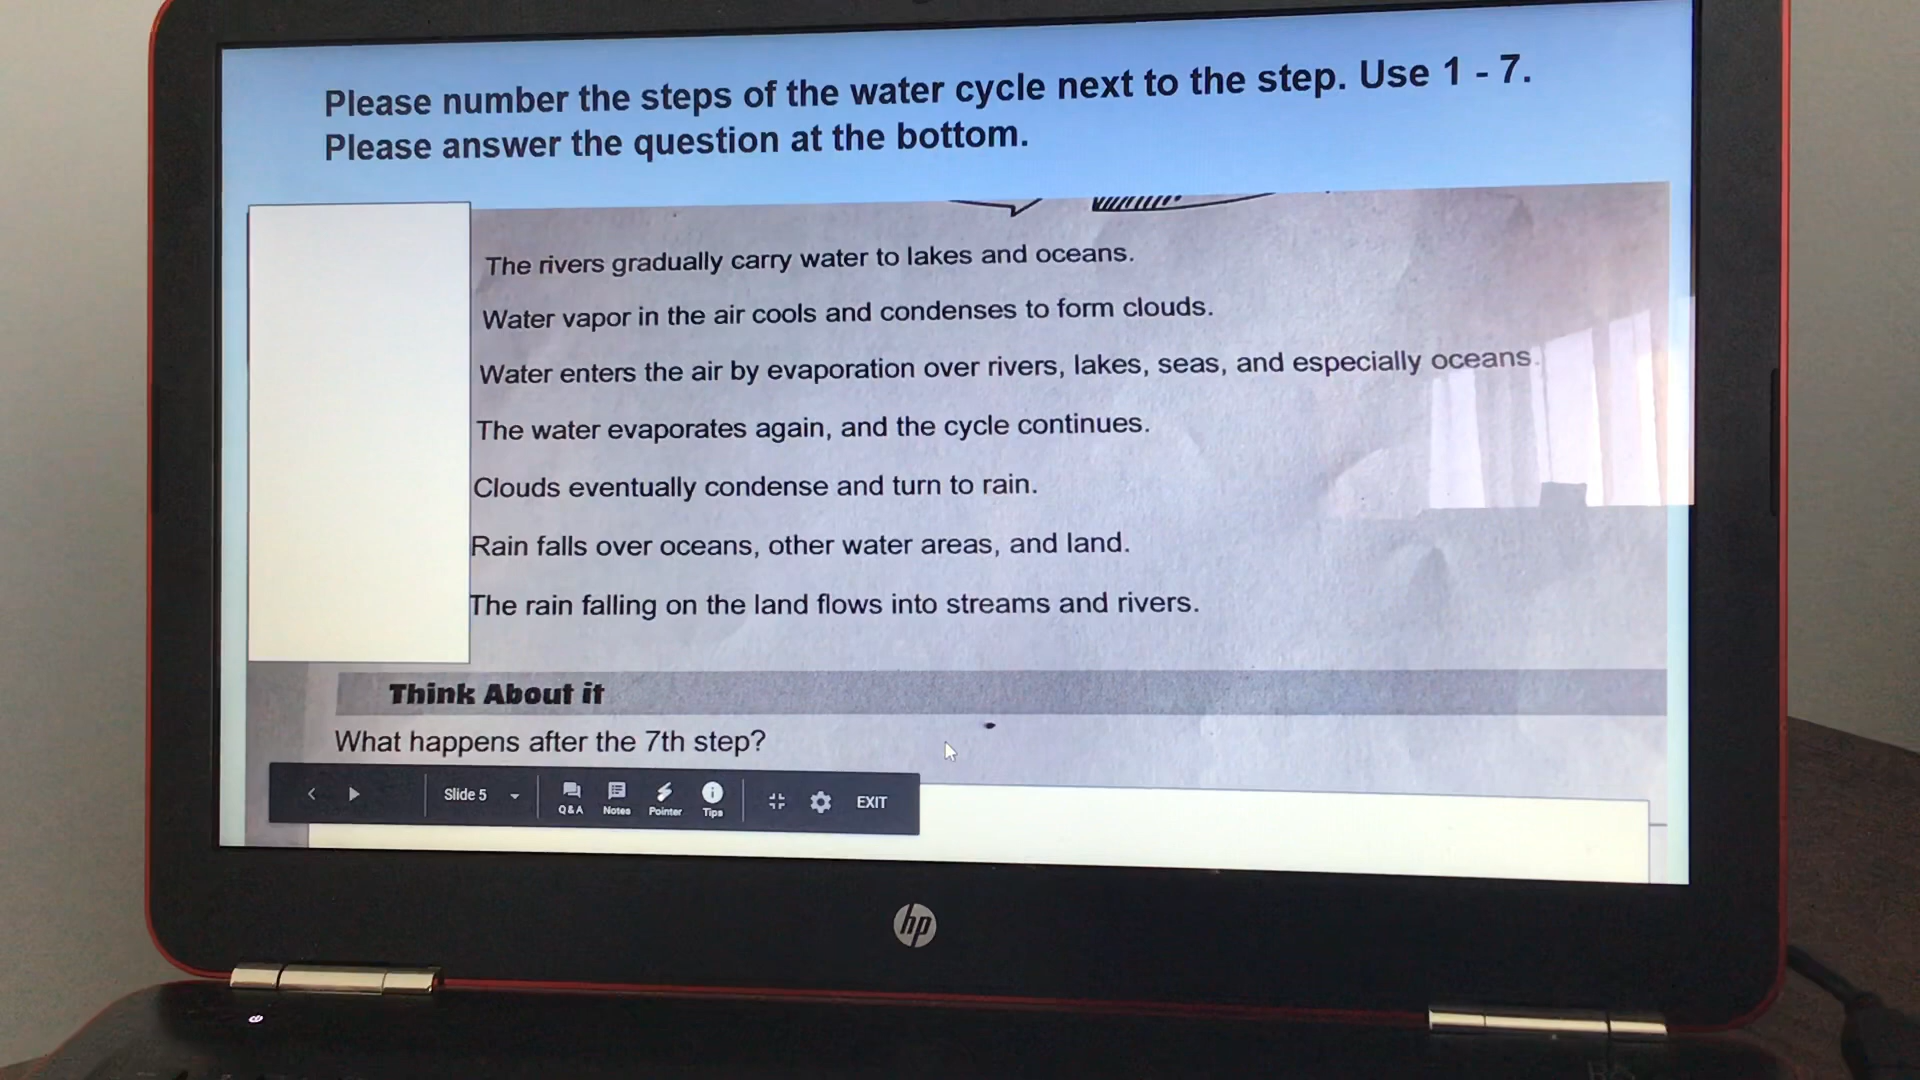 Please number the steps of the water cycle next to the step. Use 1 - 7.
Please answer the question at the bottom.
The rivers gradually carry water to lakes and oceans.
Water vapor in the air cools and condenses to form clouds.
Water enters the air by evaporation over rivers, lakes, seas, and especially oceans.
The water evaporates again, and the cycle continues.
Clouds eventually condense and turn to rain.
Rain falls over oceans, other water areas, and land.
The rain falling on the land flows into streams and rivers.
Think About it
What happens after the 7th step?
Slide 5
Q&A Notes Pointer Tips
EXIT
hp